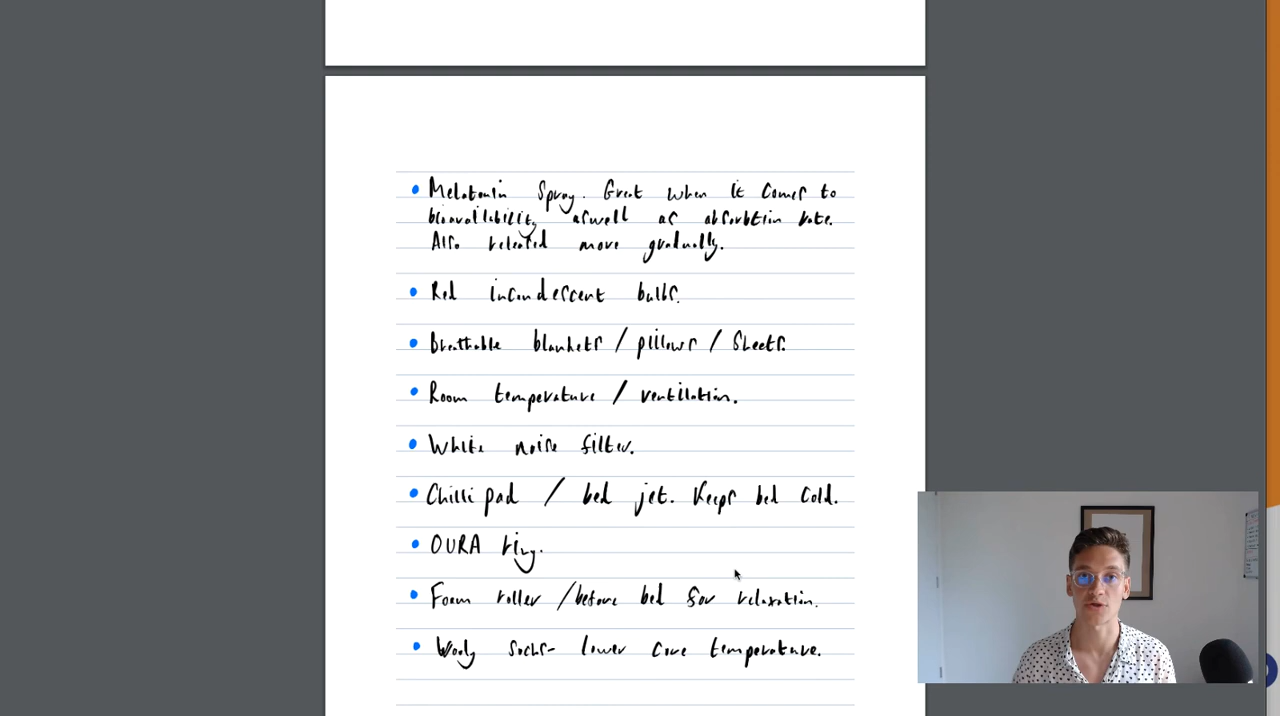 • Melatonin Spray. Great when it comes to
bioavailability aswell as absorbtion rate.
Also released more gradually.
• Red incandescent bulbs.
• Breathable blankets / pillows / Sheets.
• Room temperature / ventilation.
• White noise filter.
• Chilli pad / bed jet. Keeps bed cold.
• OURA ring.
• Foam roller / before bed for relaxation.
• Wooly socks - lower core temperature.